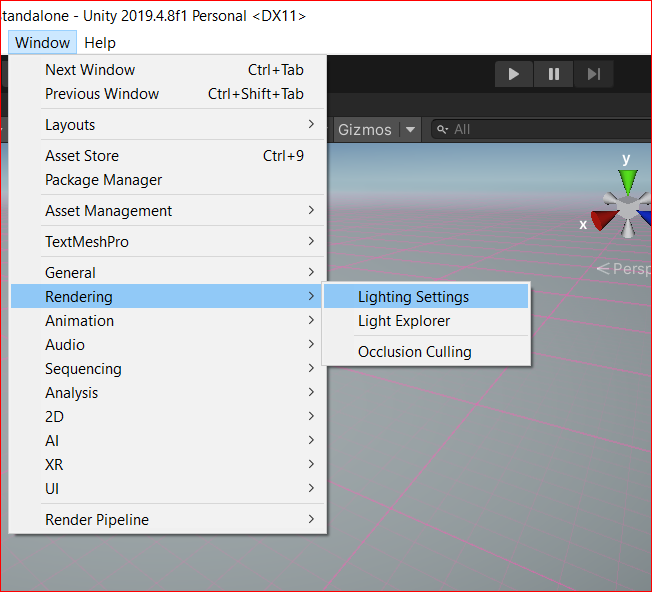 tandalone - Unity 2019.4.8f1 Personal <DX11>
Window Help
Next Window Ctrl+Tab
Previous Window Ctrl+Shift+Tab
Layouts
Asset Store Ctrl+9
Package Manager
Asset Management
TextMeshPro
General
Rendering
Animation
Audio
Sequencing
Analysis
2D
AI
XR
UI
Render Pipeline
Lighting Settings
Light Explorer
Occlusion Culling
Gizmos All
y
x
Persp